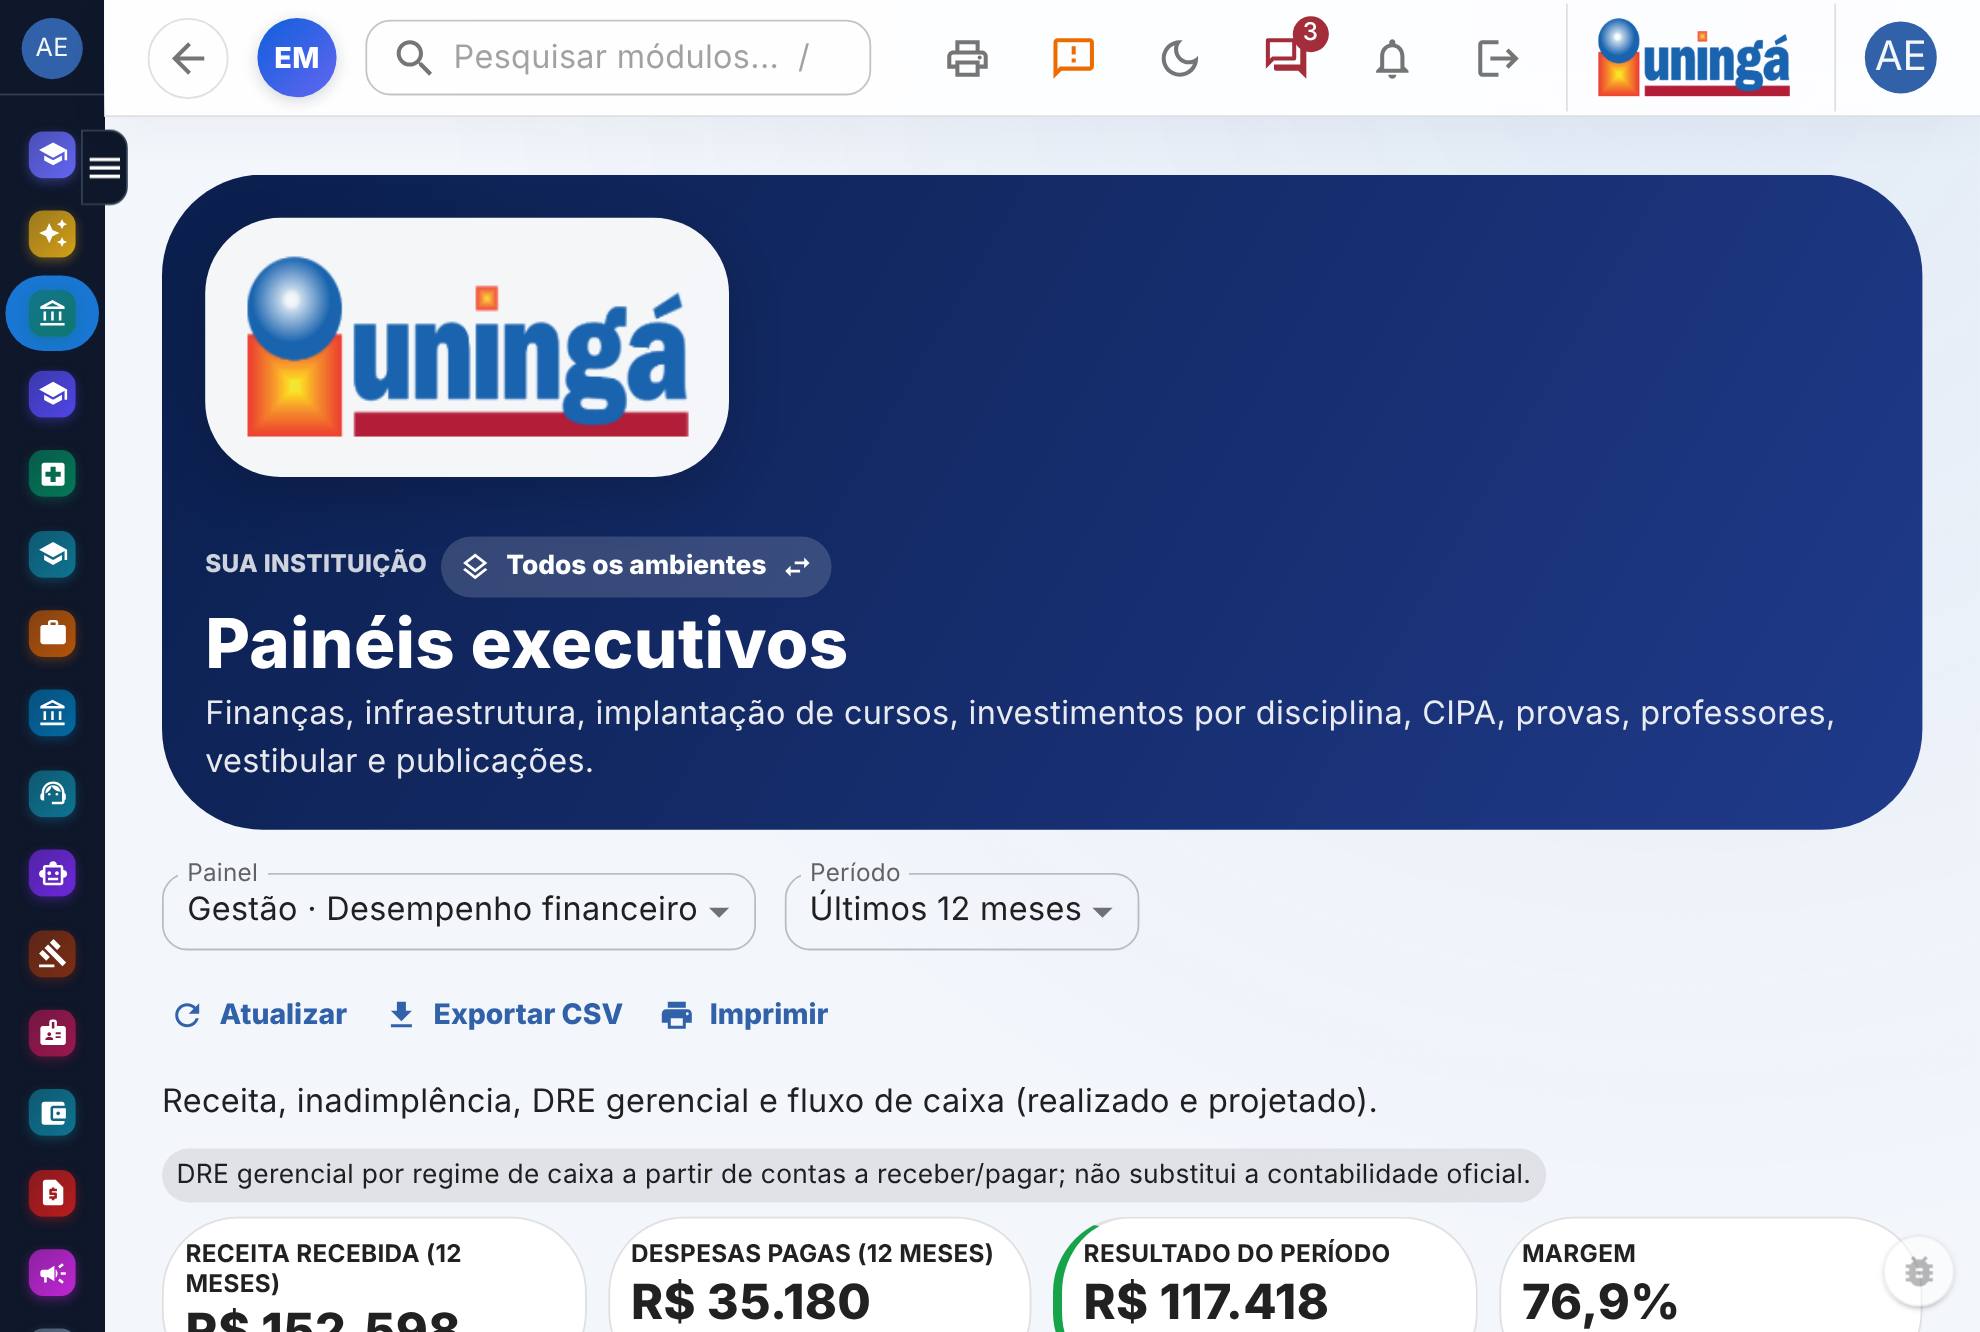 AE
EM
Pesquisar módulos... /
3
uningá
AE
uningá
SUA INSTITUIÇÃO
Todos os ambientes
Painéis executivos
Finanças, infraestrutura, implantação de cursos, investimentos por disciplina, CIPA, provas, professores,
vestibular e publicações.
Painel
Gestão · Desempenho financeiro
Período
Últimos 12 meses
Atualizar
Exportar CSV
Imprimir
Receita, inadimplência, DRE gerencial e fluxo de caixa (realizado e projetado).
DRE gerencial por regime de caixa a partir de contas a receber/pagar; não substitui a contabilidade oficial.
RECEITA RECEBIDA (12
MESES)
R$ 152.598
DESPESAS PAGAS (12 MESES)
R$ 35.180
RESULTADO DO PERÍODO
R$ 117.418
MARGEM
76,9%